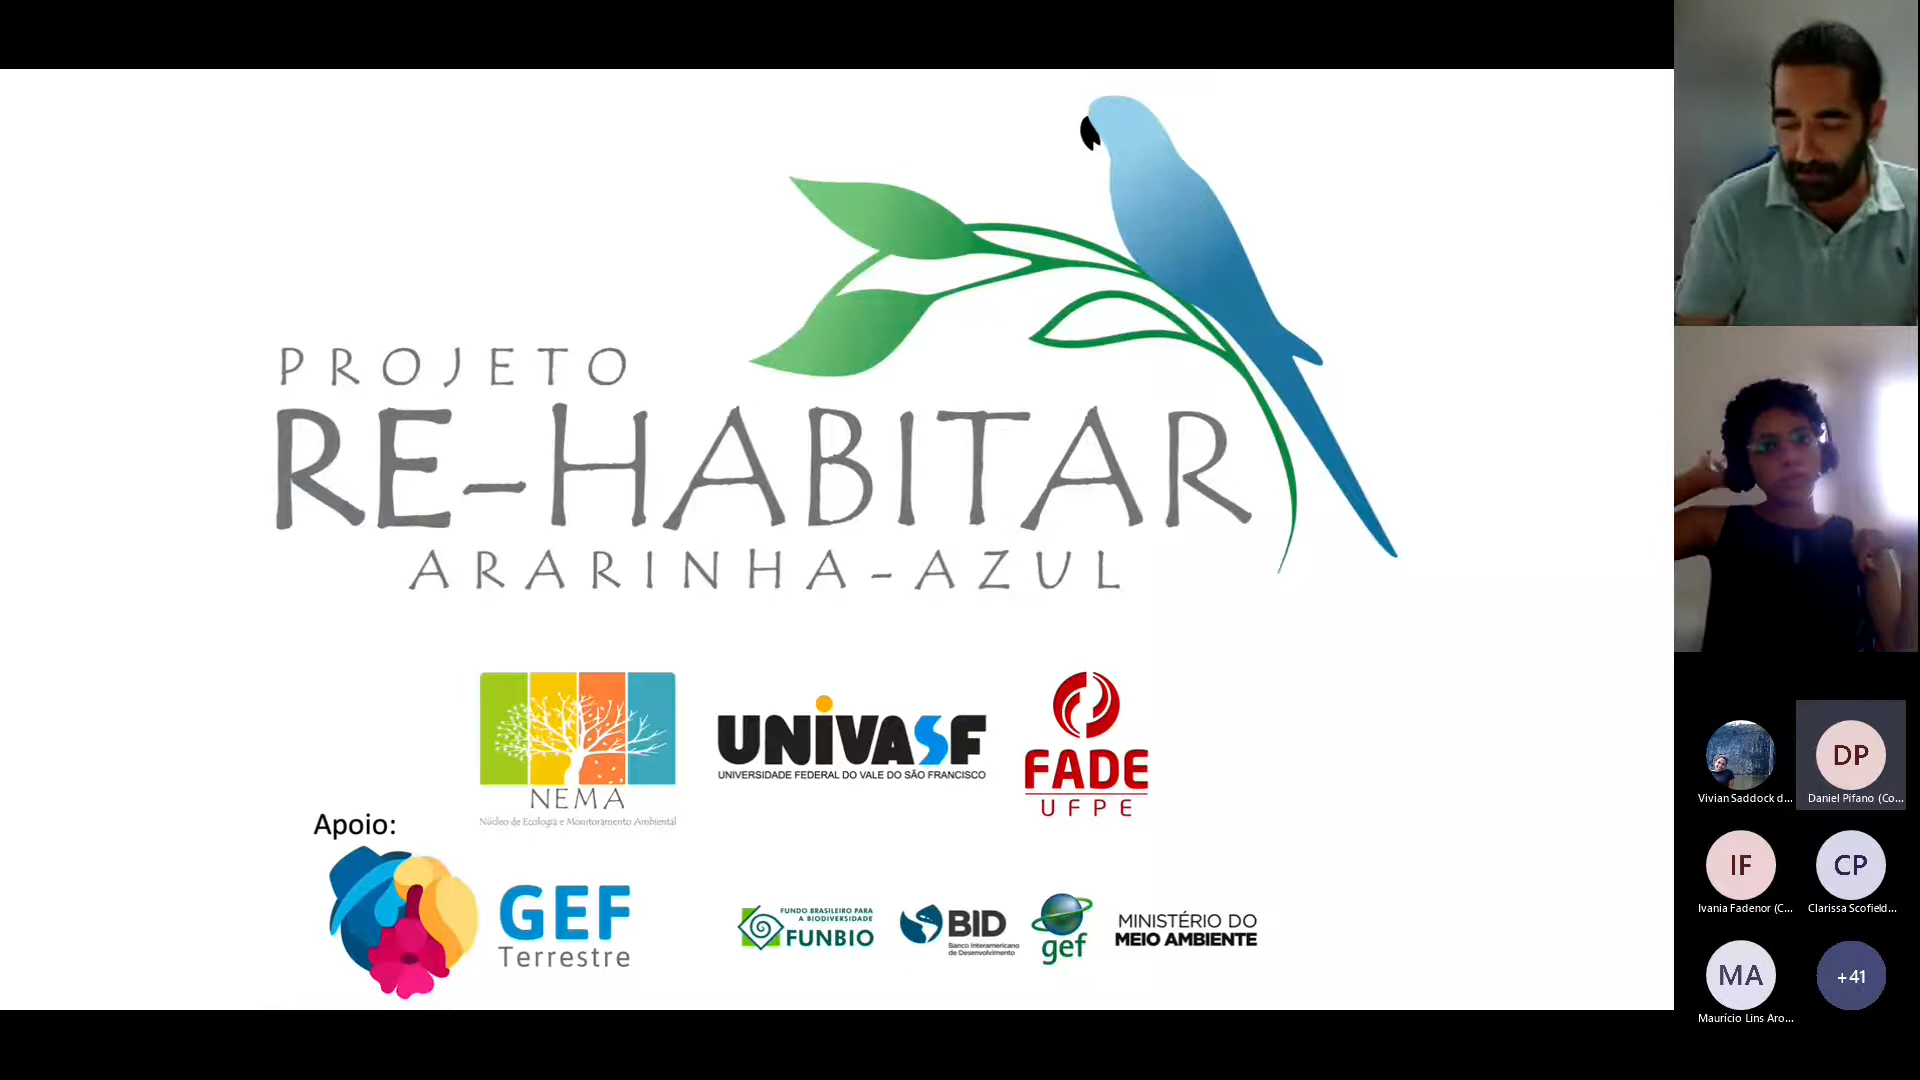 PROJETO
RE-HABITAR
ARARINHA-AZUL
NEMA
Núcleo de Ecologia e Monitoramento Ambiental
UNIVASF
UNIVERSIDADE FEDERAL DO VALE DO SÃO FRANCISCO
FADE
UFPE
Apoio:
GEF
Terrestre
FUNDO BRASILEIRO PARA
A BIODIVERSIDADE
FUNBIO
BID
Banco Interamericano
de Desenvolvimento
gef
MINISTÉRIO DO
MEIO AMBIENTE
Vivian Saddock d...
DP
Daniel Pifano (Co...
IF
Ivania Fadenor (C...
CP
Clarissa Scofield...
MA
Maurício Lins Aro...
+41